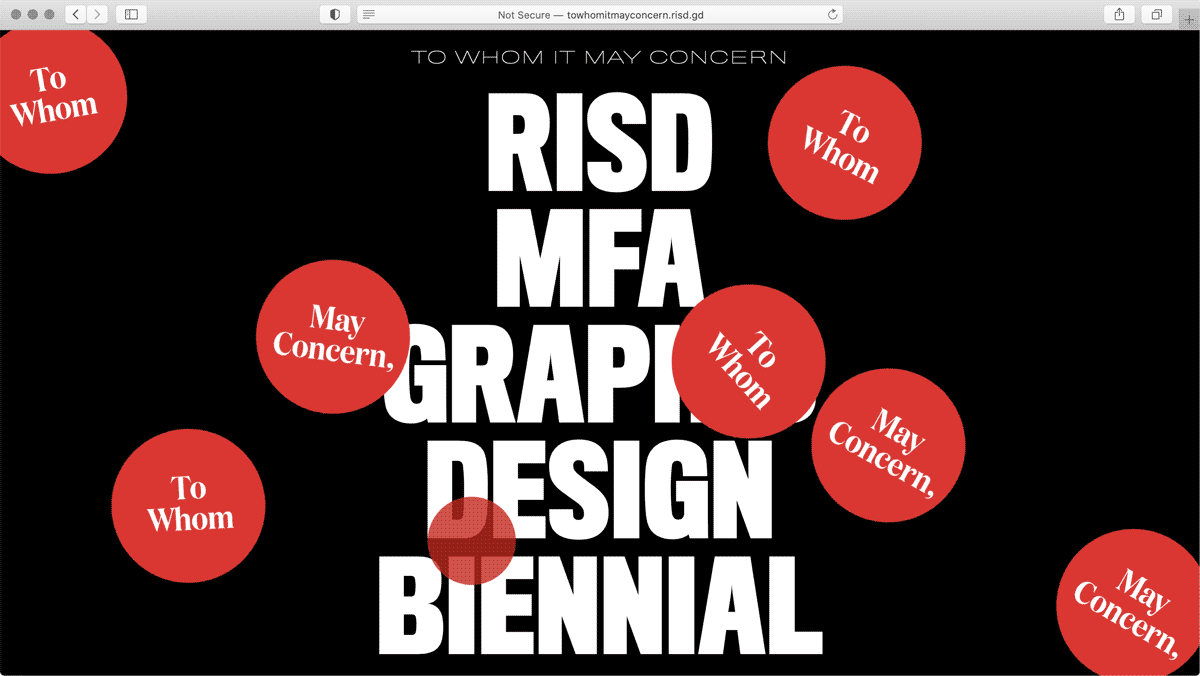 Not Secure — towhomitmayconcern.risd.gd
TO WHOM IT MAY CONCERN
To
Whom
To
Whom
RISD
MFA
May
Concern,
To
Whom
GRAPHIC
May
Concern,
To
Whom
DESIGN
BIENNIAL
May
Concern,